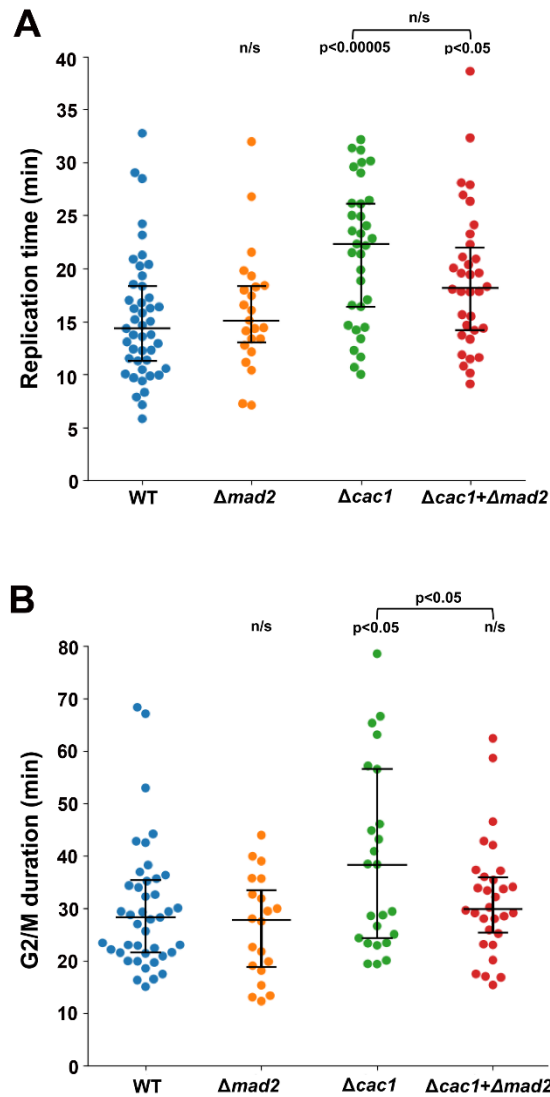 A
n/s
n/s p<0.00005 p<0.05
40
35
30
25
20
15
10
5
0
Replication time (min)
WT Δmad2 Δcac1 Δcac1+Δmad2
B
p<0.05
n/s p<0.05 n/s
80
70
60
50
40
30
20
10
0
G2/M duration (min)
WT Δmad2 Δcac1 Δcac1+Δmad2